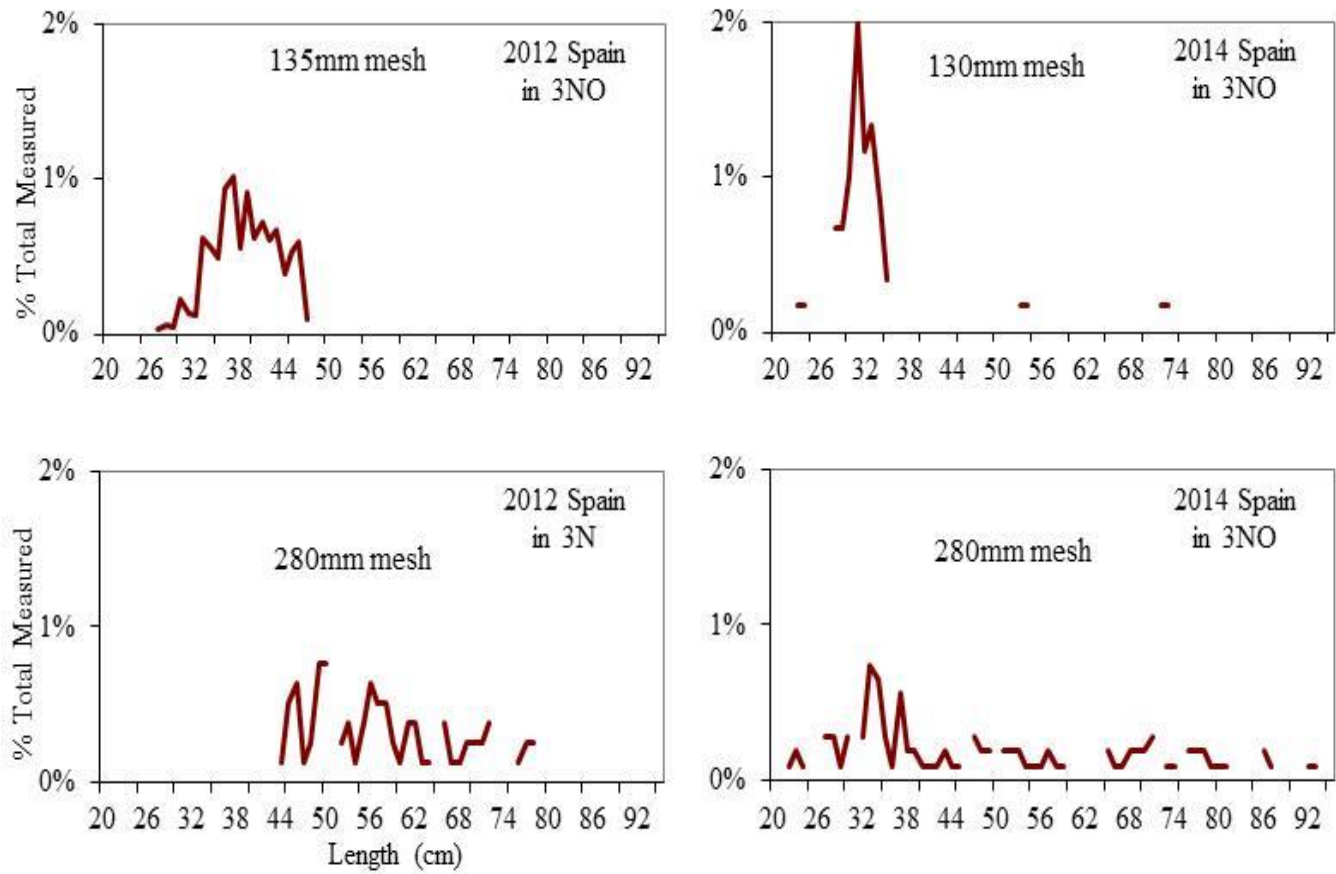 2%
135mm mesh
2012 Spain
in 3NO
% Total Measured
1%
0%
20 26 32 38 44 50 56 62 68 74 80 86 92
2%
130mm mesh
2014 Spain
in 3NO
1%
0%
20 26 32 38 44 50 56 62 68 74 80 86 92
2%
2012 Spain
in 3N
280mm mesh
% Total Measured
1%
0%
20 26 32 38 44 50 56 62 68 74 80 86 92
Length (cm)
2%
2014 Spain
in 3NO
280mm mesh
1%
0%
20 26 32 38 44 50 56 62 68 74 80 86 92